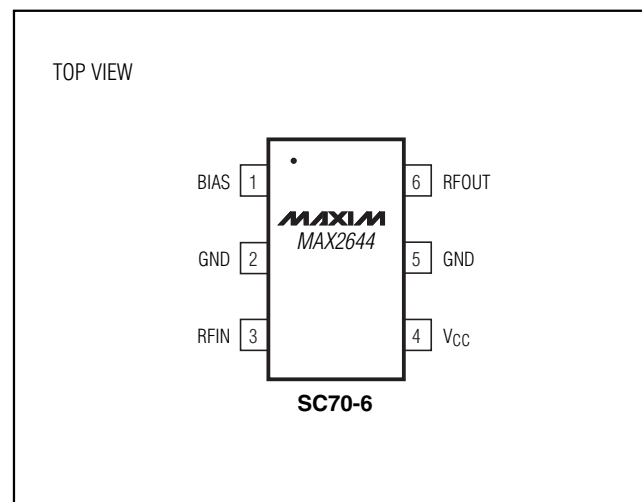 TOP VIEW
BIAS 1
6 RFOUT
MAXIM
MAX2644
GND 2
5 GND
RFIN 3
4 VCC
SC70-6